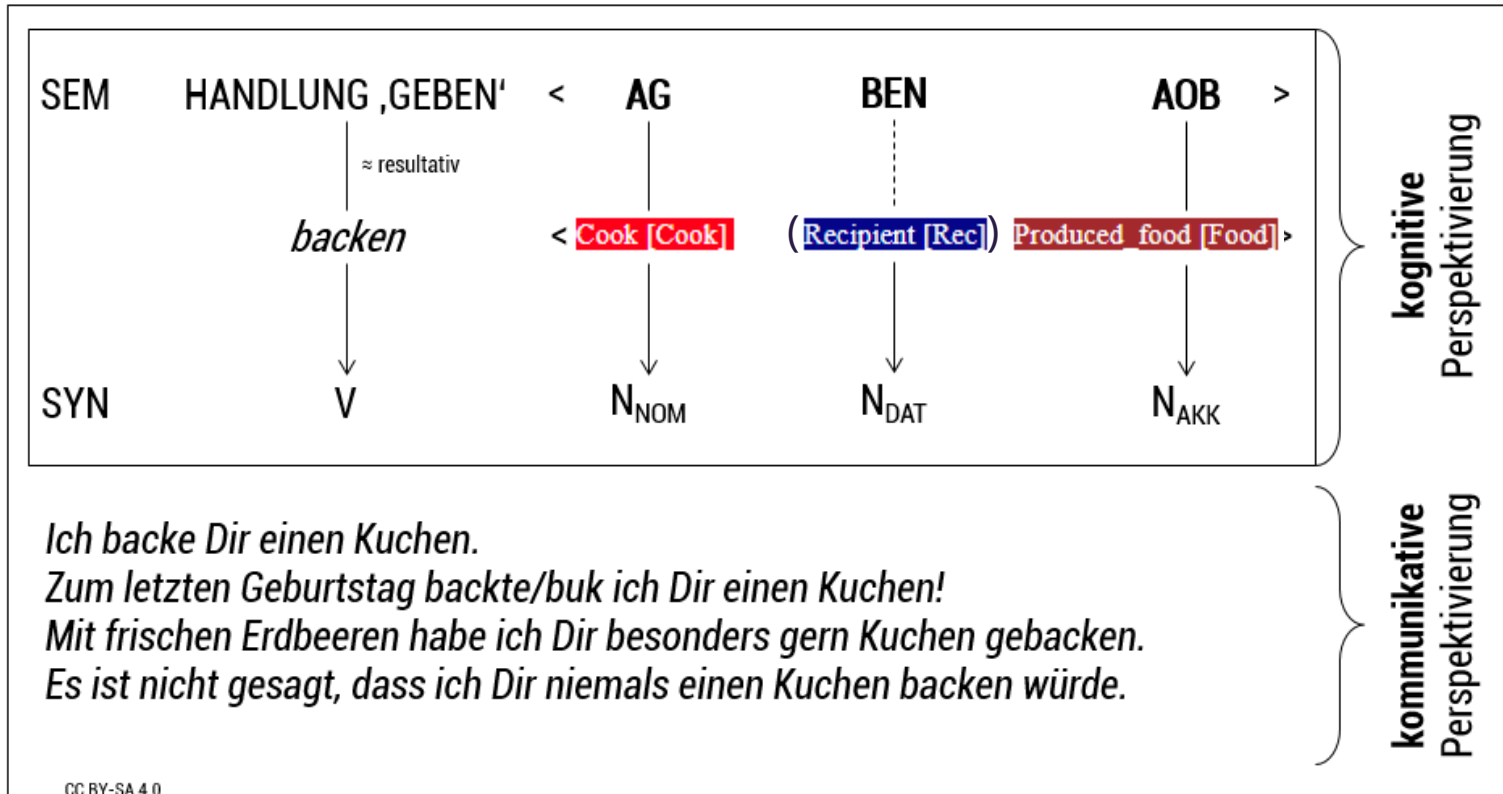 SEM HANDLUNG ‚GEBEN‘ < AG BEN AOB >
≈ resultativ
backen < Cook [Cook] (Recipient [Rec]) Produced_food [Food] >
SYN V N_NOM N_DAT N_AKK
kognitive
Perspektivierung
Ich backe Dir einen Kuchen.
Zum letzten Geburtstag backte/buk ich Dir einen Kuchen!
Mit frischen Erdbeeren habe ich Dir besonders gern Kuchen gebacken.
Es ist nicht gesagt, dass ich Dir niemals einen Kuchen backen würde.
kommunikative
Perspektivierung
CC BY-SA 4.0